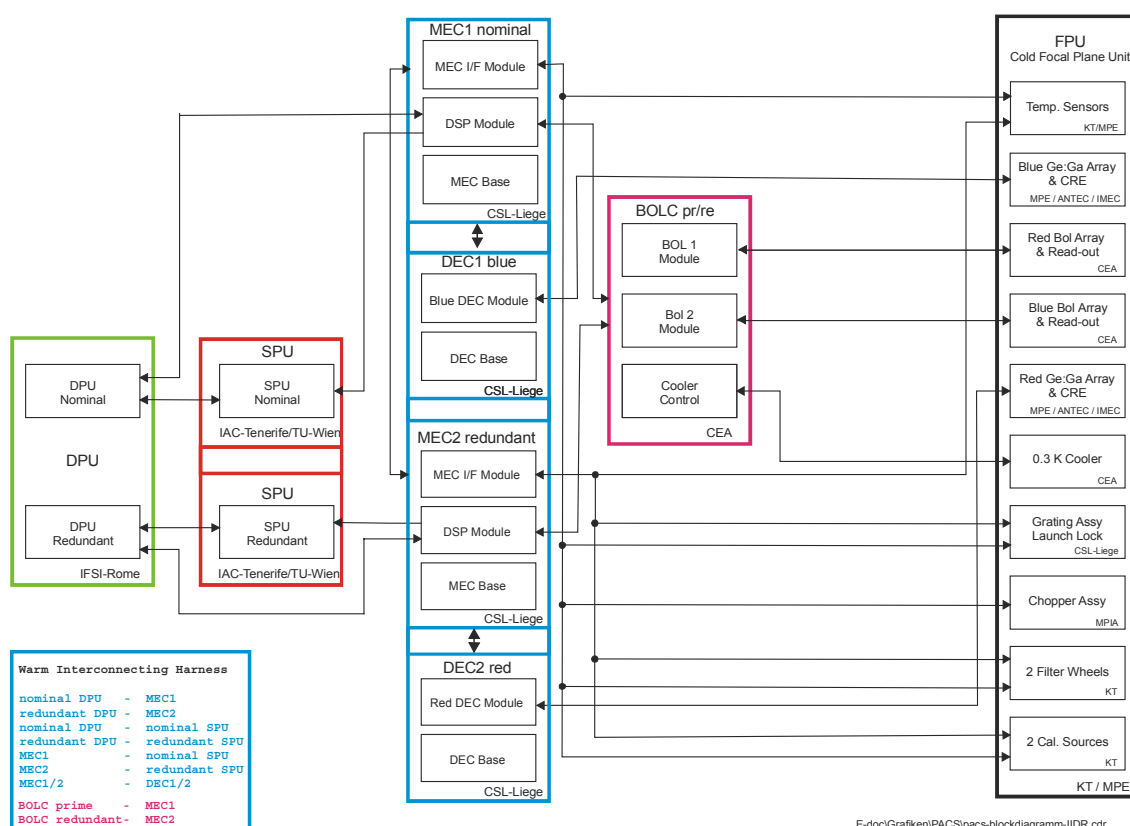 MEC1 nominal
MEC I/F Module
DSP Module
MEC Base
CSL-Liege
DEC1 blue
Blue DEC Module
DEC Base
CSL-Liege
MEC2 redundant
MEC I/F Module
DSP Module
MEC Base
CSL-Liege
DEC2 red
Red DEC Module
DEC Base
CSL-Liege
DPU
Nominal
DPU
DPU
Redundant
IFSI-Rome
SPU
SPU
Nominal
IAC-Tenerife/TU-Wien
SPU
SPU
Redundant
IAC-Tenerife/TU-Wien
BOLC pr/re
BOL 1
Module
Bol 2
Module
Cooler
Control
CEA
FPU
Cold Focal Plane Unit
Temp. Sensors
KT/MPE
Blue Ge:Ga Array
& CRE
MPE / ANTEC / IMEC
Red Bol Array
& Read-out
CEA
Blue Bol Array
& Read-out
CEA
Red Ge:Ga Array
& CRE
MPE / ANTEC / IMEC
0.3 K Cooler
CEA
Grating Assy
Launch Lock
CSL-Liege
Chopper Assy
MPIA
2 Filter Wheels
KT
2 Cal. Sources
KT
KT / MPE
Warm Interconnecting Harness
nominal DPU - MEC1
redundant DPU - MEC2
nominal DPU - nominal SPU
redundant DPU - redundant SPU
MEC1 - nominal SPU
MEC2 - redundant SPU
MEC1/2 - DEC1/2
BOLC prime - MEC1
BOLC redundant- MEC2
E-doc\Grafiken\PACS\pacs-blockdiagramm-IIDR.cdr